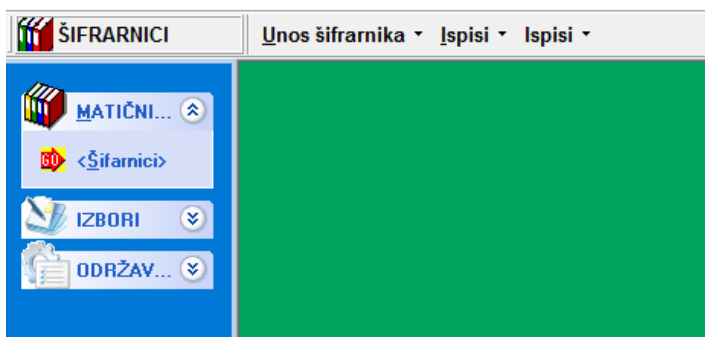 ŠIFRARNICI Unos šifrarnika Ispisi Ispisi
MATIČNI...
GO <Šifarnici>
IZBORI
ODRŽAV...